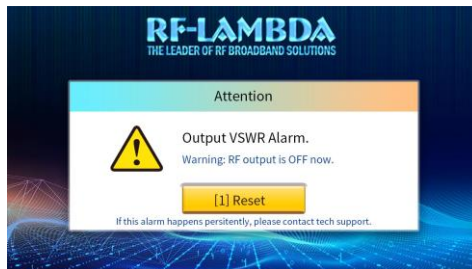 RF-LAMBDA
THE LEADER OF RF BROADBAND SOLUTIONS
Attention
Output VSWR Alarm.
Warning: RF output is OFF now.
[1] Reset
If this alarm happens persitently, please contact tech support.